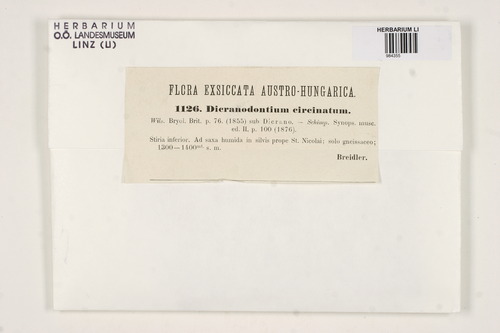 HERBARIUM
O.Ö. LANDESMUSEUM
LINZ (LI)
HERBARIUM LI
FLORA EXSICCATA AUSTRO-HUNGARICA.
1126. Dicranodontium circinatum.
Wils. Bryol. Brit. p. 76. (1855) sub Dicrano. — Schimp. Synops. musc.
ed. II, p. 100 (1876).
Stiria inferior. Ad saxa humida in silvis prope St. Nicolai; solo gneissaceo;
1300—1400 s. m.
Breidler.